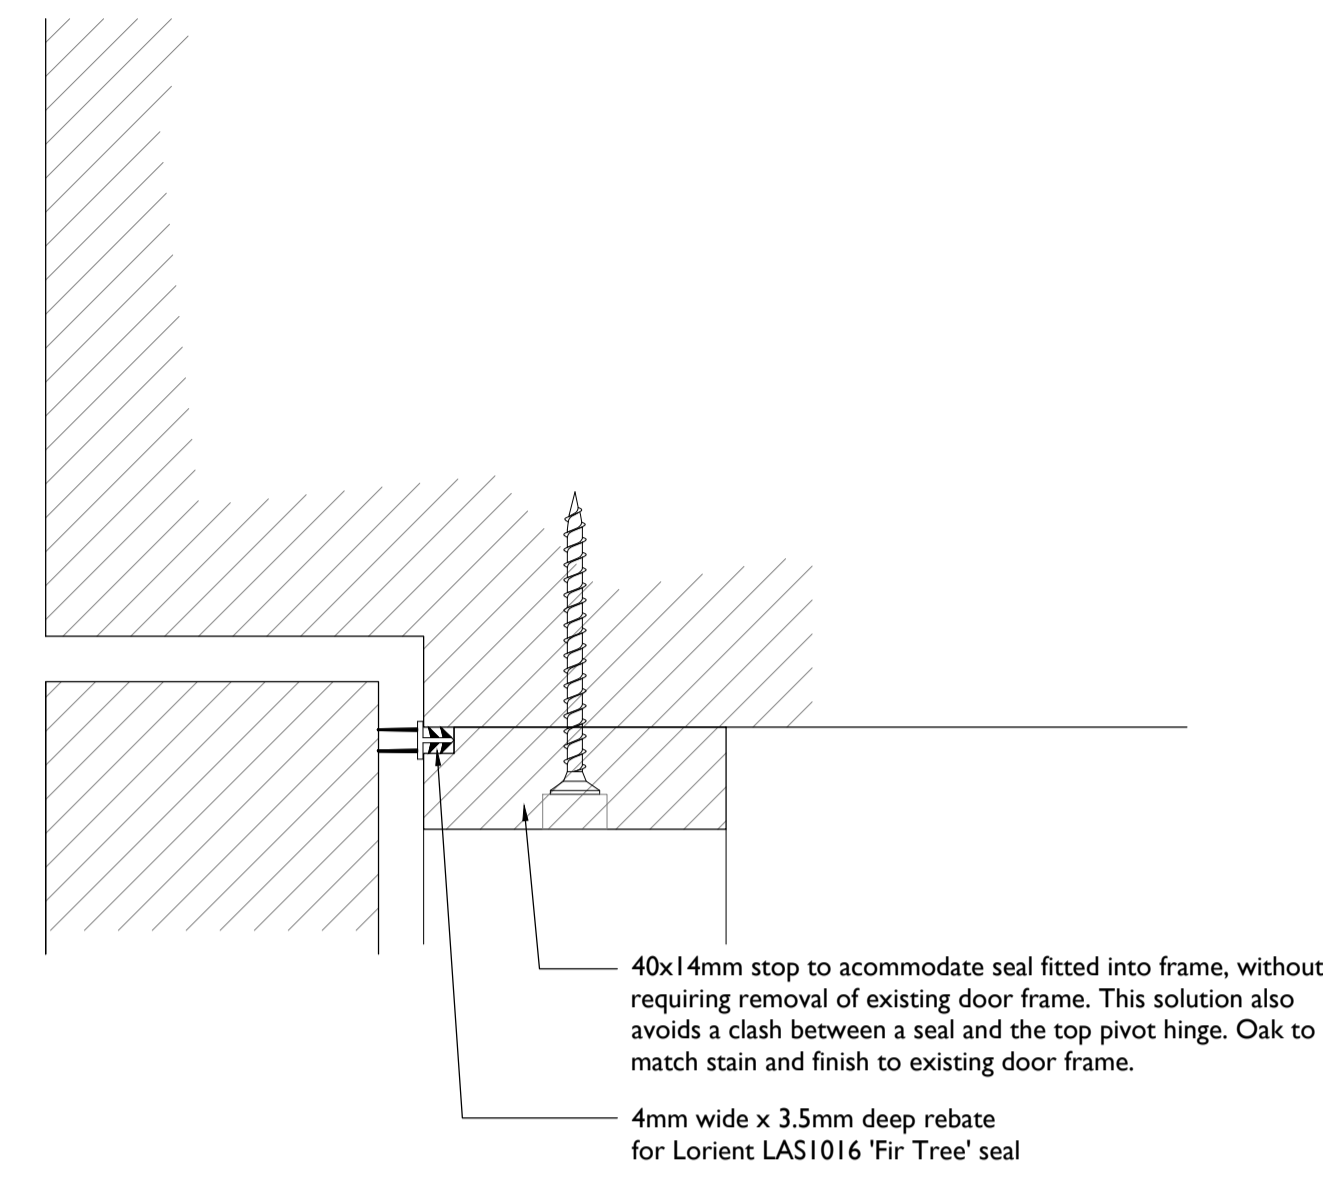 40x14mm stop to acommodate seal fitted into frame, without
requiring removal of existing door frame. This solution also
avoids a clash between a seal and the top pivot hinge. Oak to
match stain and finish to existing door frame.
4mm wide x 3.5mm deep rebate
for Lorient LAS1016 'Fir Tree' seal